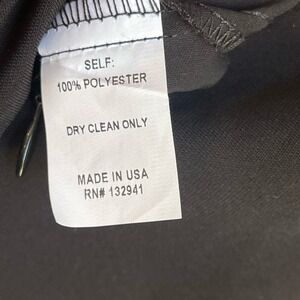 SELF:
100% POLYESTER
DRY CLEAN ONLY
MADE IN USA
RN# 132941